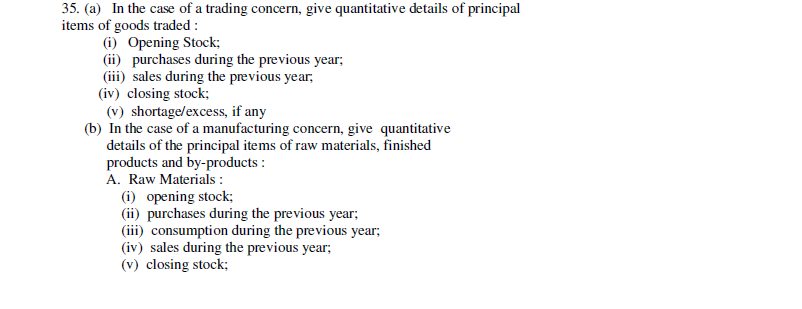 35. (a) In the case of a trading concern, give quantitative details of principal
items of goods traded :
(i) Opening Stock;
(ii) purchases during the previous year;
(iii) sales during the previous year;
(iv) closing stock;
(v) shortage/excess, if any
(b) In the case of a manufacturing concern, give quantitative
details of the principal items of raw materials, finished
products and by-products :
A. Raw Materials :
(i) opening stock;
(ii) purchases during the previous year;
(iii) consumption during the previous year;
(iv) sales during the previous year;
(v) closing stock;